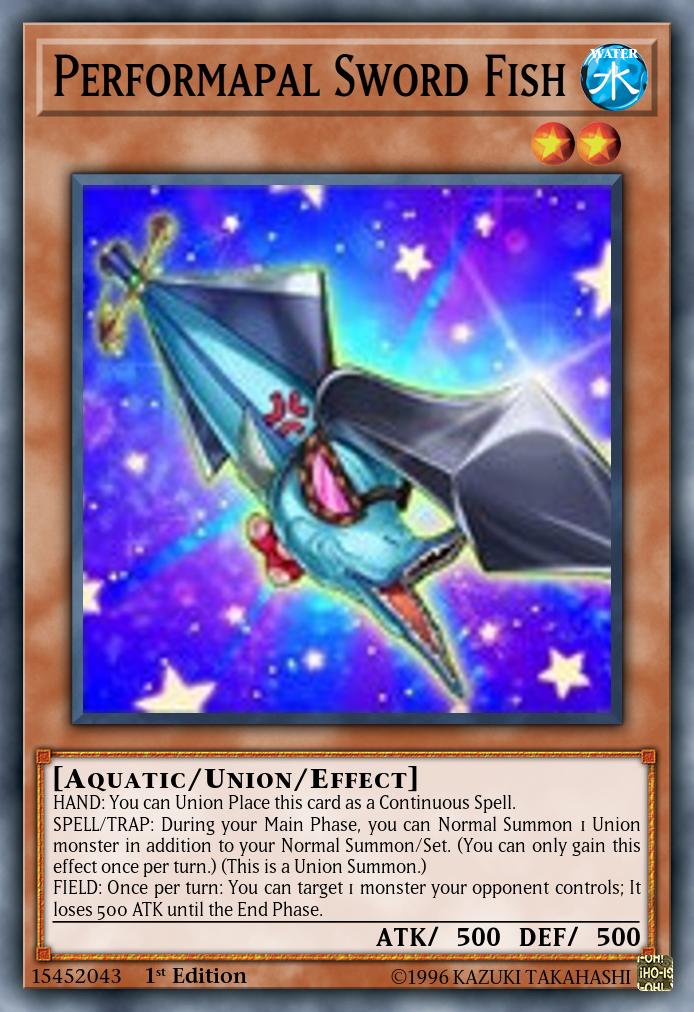 PERFORMAPAL SWORD FISH
WATER
水
[AQUATIC/UNION/EFFECT]
HAND: You can Union Place this card as a Continuous Spell.
SPELL/TRAP: During your Main Phase, you can Normal Summon 1 Union
monster in addition to your Normal Summon/Set. (You can only gain this
effect once per turn.) (This is a Union Summon.)
FIELD: Once per turn: You can target 1 monster your opponent controls; It
loses 500 ATK until the End Phase.
ATK/ 500 DEF/ 500
15452043 1st Edition ©1996 KAZUKI TAKAHASHI